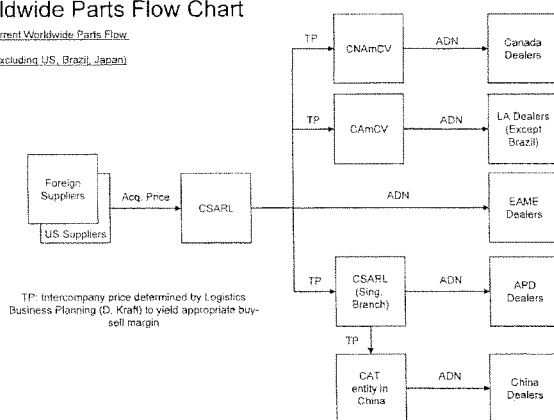 ldwide Parts Flow Chart
rrent Worldwide Parts Flow
xcluding US, Brazil, Japan)
TP
CNAmCV
ADN
Canada
Dealers
TP
CAmCV
ADN
LA Dealers
(Except
Brazil)
Foreign
Suppliers
US Suppliers
Acq. Price
CSARL
ADN
EAME
Dealers
TP
CSARL
(Sing.
Branch)
ADN
APD
Dealers
TP: Intercompany price determined by Logistics
Business Planning (D. Kraft) to yield appropriate buy-
sell margin
TP
CAT
entity in
China
ADN
China
Dealers